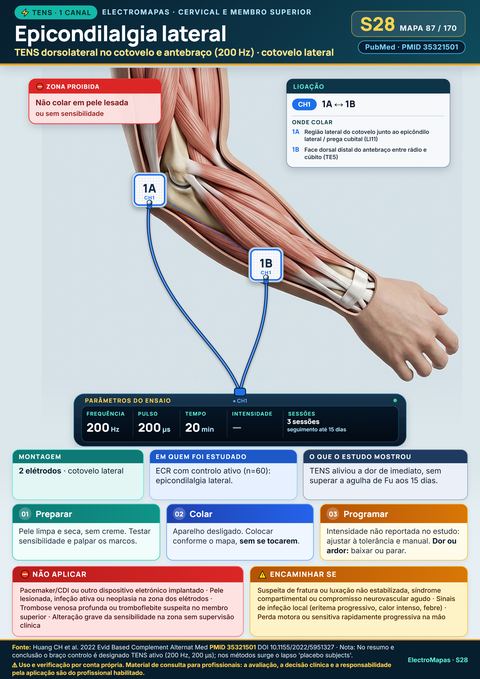 TENS · 1 CANAL ELECTROMAPAS · CERVICAL E MEMBRO SUPERIOR
Epicondilalgia lateral
TENS dorsolateral no cotovelo e antebraço (200 Hz) · cotovelo lateral
S28 MAPA 87 / 170
PubMed · PMID 35321501
ZONA PROIBIDA
Não colar em pele lesada
ou sem sensibilidade
LIGAÇÃO
CH1 1A ↔ 1B
ONDE COLAR
1A Região lateral do cotovelo junto ao epicôndilo
lateral / prega cubital (LI11)
1B Face dorsal distal do antebraço entre rádio e
cúbito (TE5)
1A
CH1
1B
CH1
PARÂMETROS DO ENSAIO
CH1
FREQUÊNCIA PULSO TEMPO INTENSIDADE SESSÕES
200 Hz 200 µs 20 min — 3 sessões
seguimento até 15 dias
MONTAGEM
2 elétrodos · cotovelo lateral
EM QUEM FOI ESTUDADO
ECR com controlo ativo (n=60):
epicondilalgia lateral.
O QUE O ESTUDO MOSTROU
TENS aliviou a dor de imediato, sem
superar a agulha de Fu aos 15 dias.
01 Preparar
Pele limpa e seca, sem creme. Testar
sensibilidade e palpar os marcos.
02 Colar
Aparelho desligado. Colocar
conforme o mapa, sem se tocarem.
03 Programar
Intensidade não reportada no estudo:
ajustar à tolerância e manual. Dor ou
ardor: baixar ou parar.
NÃO APLICAR
Pacemaker/CDI ou outro dispositivo eletrónico implantado · Pele
lesionada, infeção ativa ou neoplasia na zona dos elétrodos ·
Trombose venosa profunda ou tromboflebite suspeita no membro
superior · Alteração grave da sensibilidade na zona sem supervisão
clínica
ENCAMINHAR SE
Suspeita de fratura ou luxação não estabilizada, síndrome
compartimental ou compromisso neurovascular agudo · Sinais
de infeção local (eritema progressivo, calor intenso, febre) ·
Perda motora ou sensitiva rapidamente progressiva na mão
Fonte: Huang CH et al. 2022 Evid Based Complement Alternat Med PMID 35321501 DOI 10.1155/2022/5951327 · Nota: No resumo e
conclusão o braço controlo é designado TENS ativo (200 Hz, 200 µs); nos métodos surge o lapso 'placebo subjects'.
Uso e verificação por conta própria. Material de consulta para profissionais: a avaliação, a decisão clínica e a responsabilidade
pela aplicação são do profissional habilitado.
ElectroMapas · S28